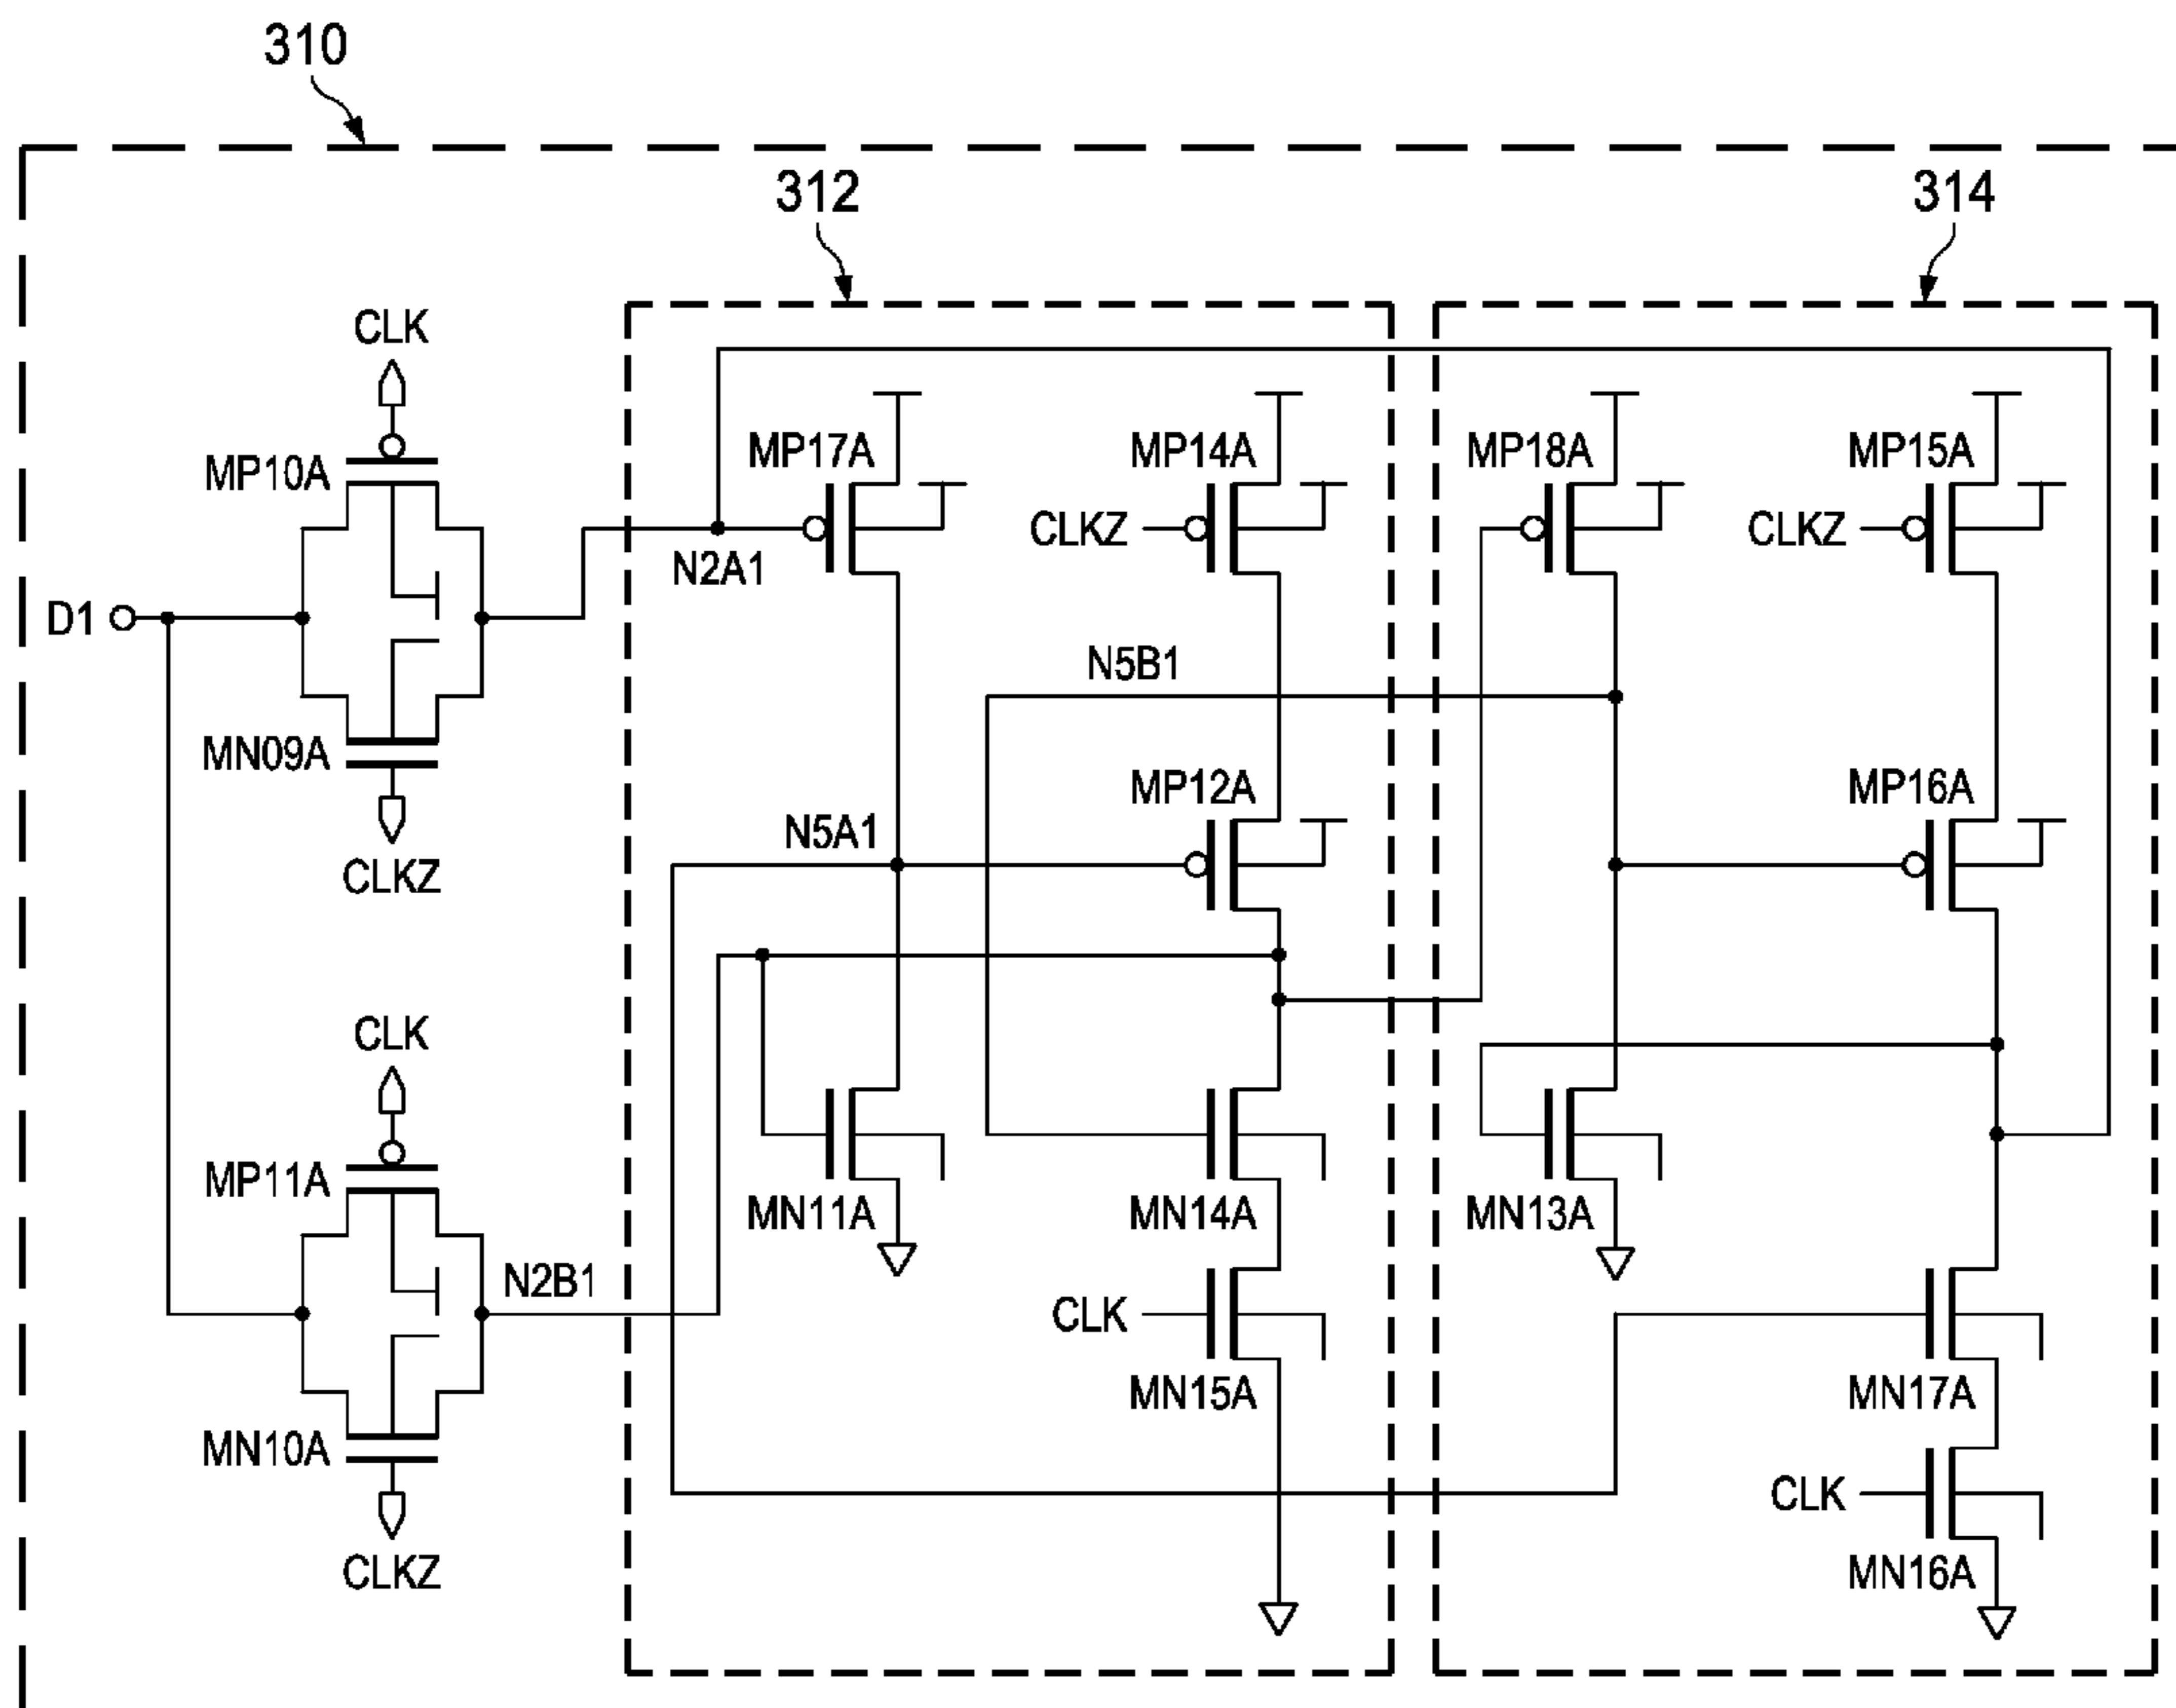 310
312
314
CLK
MP10A
MP17A
MP14A
MP18A
MP15A
CLKZ
CLKZ
N2A1
D1
N5B1
MN09A
MP12A
MP16A
N5A1
CLKZ
CLK
MP11A
MN11A
MN14A
MN13A
N2B1
CLK
MN15A
MN17A
MN10A
CLK
CLKZ
MN16A